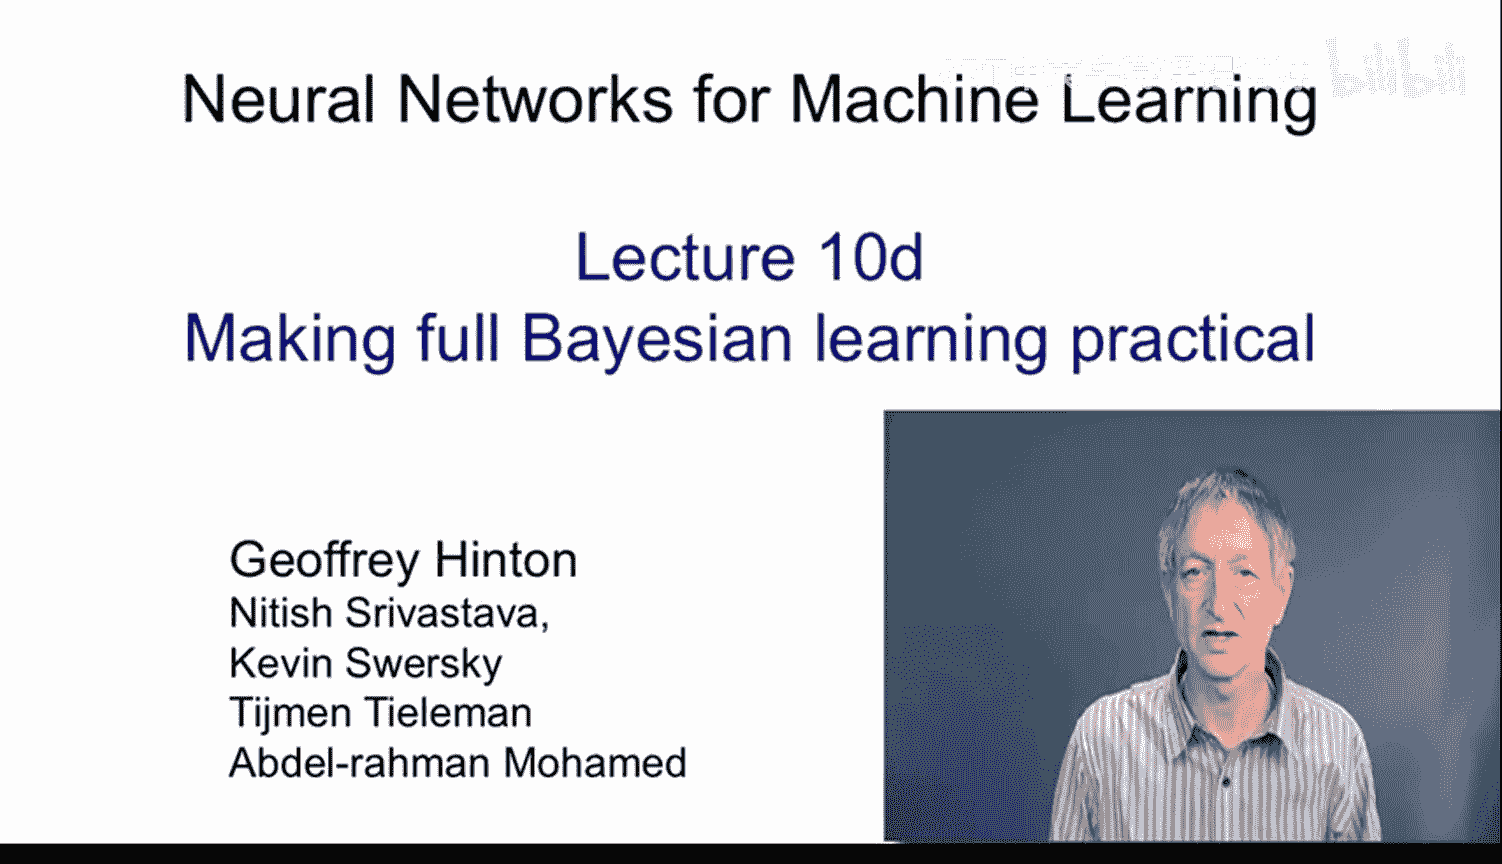 Neural Networks for Machine Learning
bilibili
Lecture 10d
Making full Bayesian learning practical
Geoffrey Hinton
Nitish Srivastava,
Kevin Swersky
Tijmen Tieleman
Abdel-rahman Mohamed